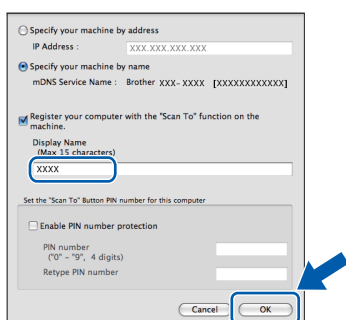 Specify your machine by address
IP Address : XXX.XXX.XXX.XXX
Specify your machine by name
mDNS Service Name : Brother XXX-XXXX [XXXXXXXXXXXX]
Register your computer with the "Scan To" function on the
machine.
Display Name
(Max 15 characters)
XXXX
Set the "Scan To" Button PIN number for this computer
Enable PIN number protection
PIN number
("0" - "9", 4 digits)
Retype PIN number
Cancel OK